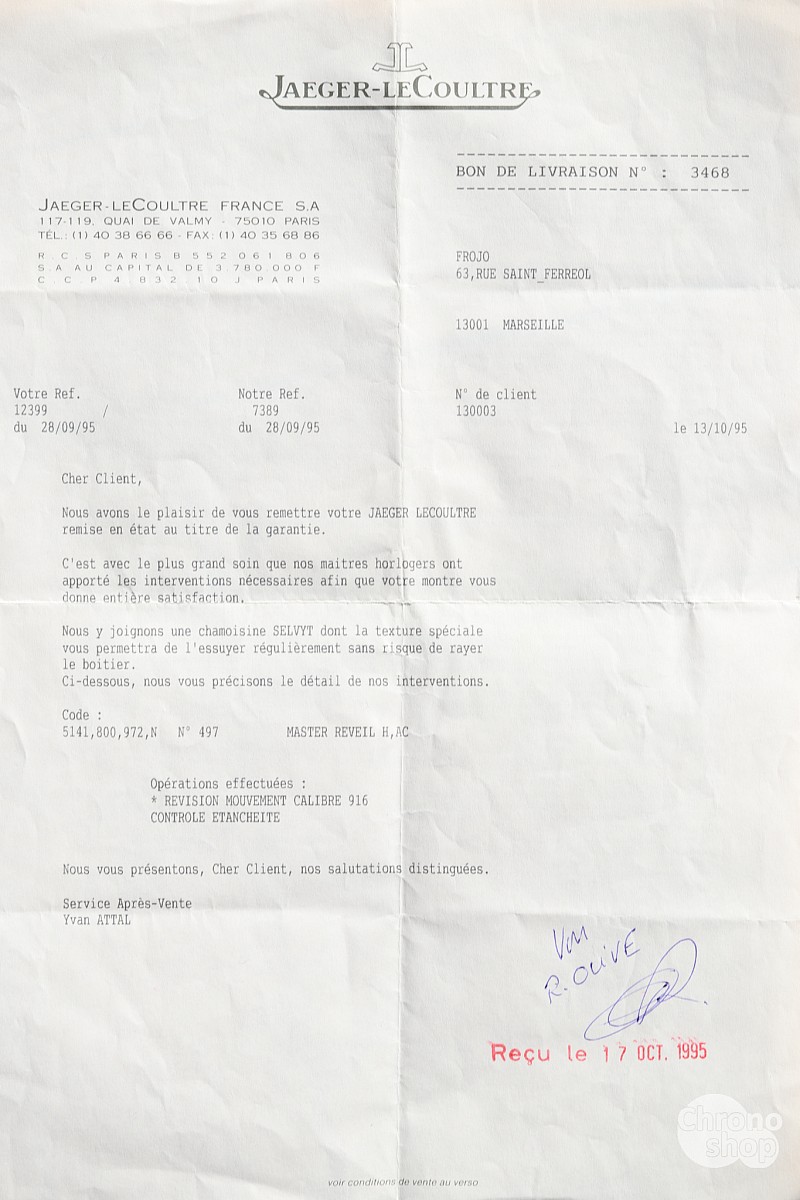 JAEGER-LECOULTRE
BON DE LIVRAISON N° : 3468
JAEGER-LECOULTRE FRANCE S.A
117-119, QUAI DE VALMY - 75010 PARIS
TÉL.: (1) 40 38 66 66 - FAX: (1) 40 35 68 86
R.C.S PARIS B 552 061 806
S.A AU CAPITAL DE 3.780.000 F
C.C.P 4.832.10 J PARIS
FROJO
63,RUE SAINT_FERREOL
13001 MARSEILLE
Votre Ref. Notre Ref. N° de client
12399 / 7389 130003
du 28/09/95 du 28/09/95 le 13/10/95
Cher Client,
Nous avons le plaisir de vous remettre votre JAEGER LECOULTRE
remise en état au titre de la garantie.
C'est avec le plus grand soin que nos maitres horlogers ont
apporté les interventions nécessaires afin que votre montre vous
donne entière satisfaction.
Nous y joignons une chamoisine SELVYT dont la texture spéciale
vous permettra de l'essuyer régulièrement sans risque de rayer
le boitier.
Ci-dessous, nous vous précisons le détail de nos interventions.
Code :
5141,800,972,N N° 497 MASTER REVEIL H,AC
Opérations effectuées :
* REVISION MOUVEMENT CALIBRE 916
CONTROLE ETANCHEITE
Nous vous présentons, Cher Client, nos salutations distinguées.
Service Après-Vente
Yvan ATTAL
R. OLIVE
Reçu le 17 OCT. 1995
Chrono
shop
voir conditions de vente au verso